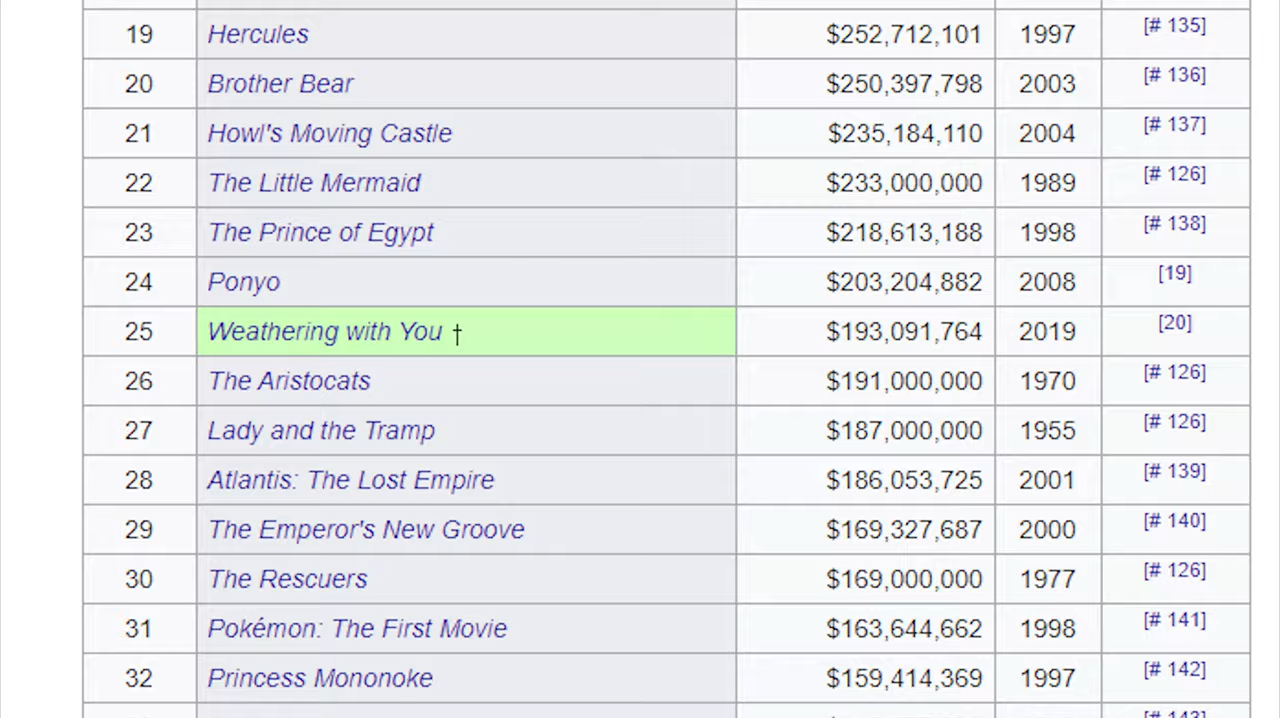 19 Hercules $252,712,101 1997 [# 135]
20 Brother Bear $250,397,798 2003 [# 136]
21 Howl's Moving Castle $235,184,110 2004 [# 137]
22 The Little Mermaid $233,000,000 1989 [# 126]
23 The Prince of Egypt $218,613,188 1998 [# 138]
24 Ponyo $203,204,882 2008 [19]
25 Weathering with You † $193,091,764 2019 [20]
26 The Aristocats $191,000,000 1970 [# 126]
27 Lady and the Tramp $187,000,000 1955 [# 126]
28 Atlantis: The Lost Empire $186,053,725 2001 [# 139]
29 The Emperor's New Groove $169,327,687 2000 [# 140]
30 The Rescuers $169,000,000 1977 [# 126]
31 Pokémon: The First Movie $163,644,662 1998 [# 141]
32 Princess Mononoke $159,414,369 1997 [# 142]